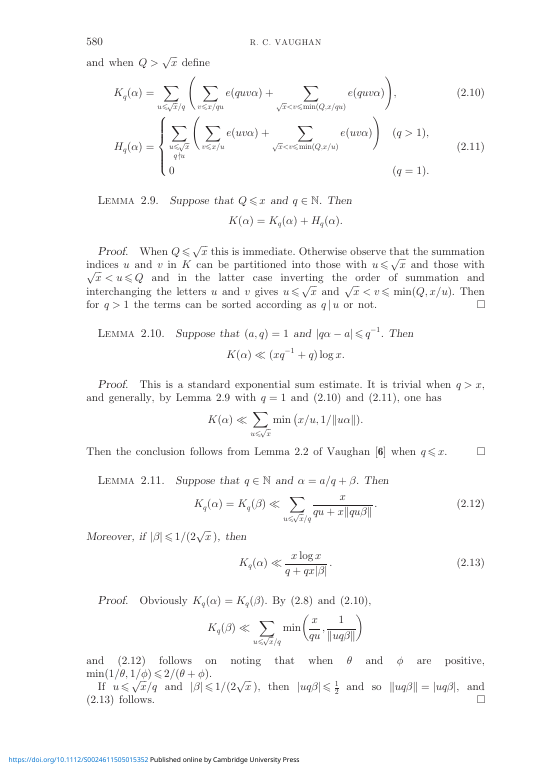 580 R. C. VAUGHAN
and when Q > √x define
K_q(α) = ∑_{u⩽√x/q} ( ∑_{v⩽x/qu} e(quvα) + ∑_{√x<v⩽min(Q,x/qu)} e(quvα) ), (2.10)
H_q(α) = { ∑_{u⩽√x, q∤u} ( ∑_{v⩽x/u} e(uvα) + ∑_{√x<v⩽min(Q,x/u)} e(uvα) ) (q > 1), (2.11)
0 (q = 1).
LEMMA 2.9. Suppose that Q ⩽ x and q ∈ ℕ. Then
K(α) = K_q(α) + H_q(α).
Proof. When Q ⩽ √x this is immediate. Otherwise observe that the summation
indices u and v in K can be partitioned into those with u ⩽ √x and those with
√x < u ⩽ Q and in the latter case inverting the order of summation and
interchanging the letters u and v gives u ⩽ √x and √x < v ⩽ min(Q, x/u). Then
for q > 1 the terms can be sorted according as q | u or not. □
LEMMA 2.10. Suppose that (a, q) = 1 and |qα − a| ⩽ q⁻¹. Then
K(α) ≪ (xq⁻¹ + q) log x.
Proof. This is a standard exponential sum estimate. It is trivial when q > x,
and generally, by Lemma 2.9 with q = 1 and (2.10) and (2.11), one has
K(α) ≪ ∑_{u⩽√x} min (x/u, 1/‖uα‖).
Then the conclusion follows from Lemma 2.2 of Vaughan [6] when q ⩽ x. □
LEMMA 2.11. Suppose that q ∈ ℕ and α = a/q + β. Then
K_q(α) = K_q(β) ≪ ∑_{u⩽√x/q} x/(qu + x‖quβ‖). (2.12)
Moreover, if |β| ⩽ 1/(2√x), then
K_q(α) ≪ (x log x)/(q + qx|β|). (2.13)
Proof. Obviously K_q(α) = K_q(β). By (2.8) and (2.10),
K_q(β) ≪ ∑_{u⩽√x/q} min( x/(qu), 1/‖uqβ‖ )
and (2.12) follows on noting that when θ and ϕ are positive,
min(1/θ, 1/ϕ) ⩽ 2/(θ + ϕ).
If u ⩽ √x/q and |β| ⩽ 1/(2√x), then |uqβ| ⩽ ½ and so ‖uqβ‖ = |uqβ|, and
(2.13) follows. □
https://doi.org/10.1112/S0024611505015352 Published online by Cambridge University Press